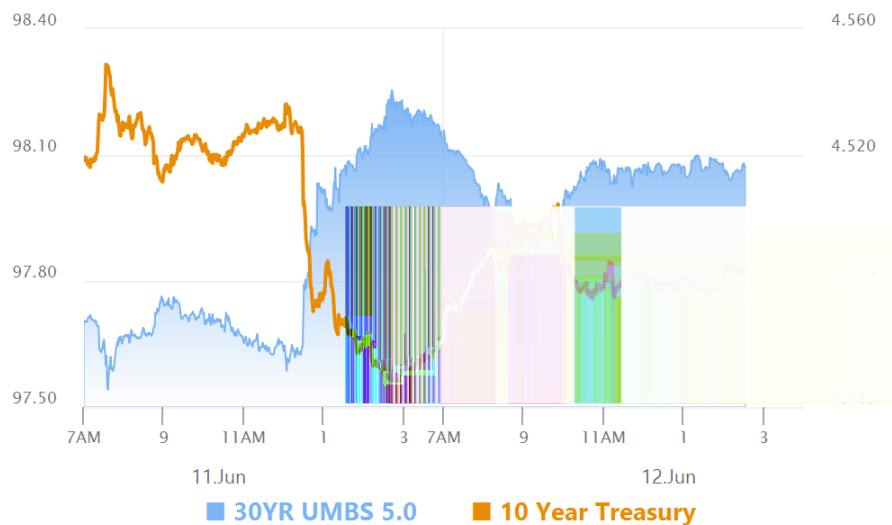 98.40 4.560
98.10 4.520
97.80
97.50
7AM 9 11AM 1 3 7AM 9 11AM 1 3
11.Jun 12.Jun
30YR UMBS 5.0 10 Year Treasury